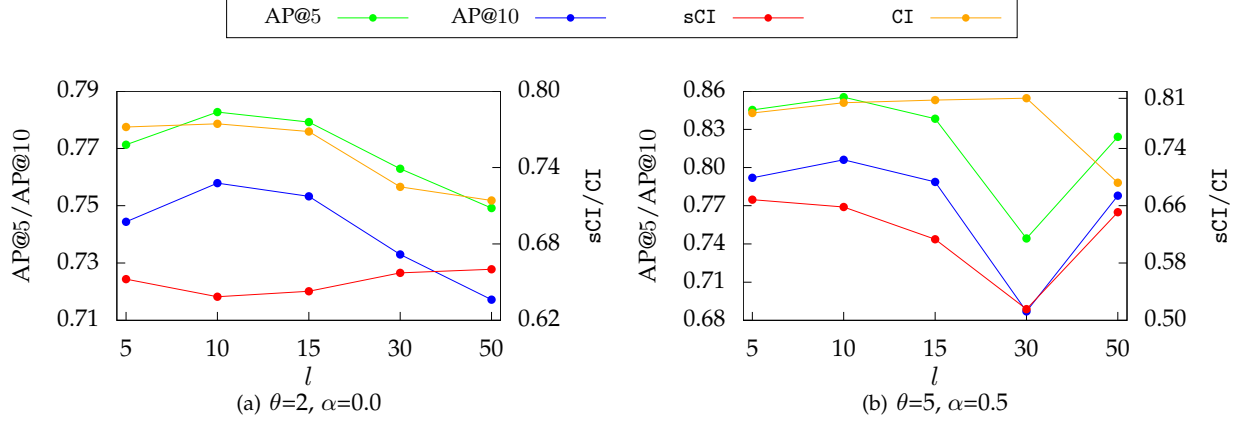 AP@5 AP@10 sCI CI
0.79 0.80 0.86 0.81
0.77 0.74 0.83 0.74
0.75 0.68 0.80 0.66
0.73 0.62 0.77 0.58
0.71 0.74 0.50
0.71
0.68
AP@5/AP@10 sCI/CI AP@5/AP@10 sCI/CI
5 10 15 30 50 5 10 15 30 50
l l
(a) θ=2, α=0.0 (b) θ=5, α=0.5